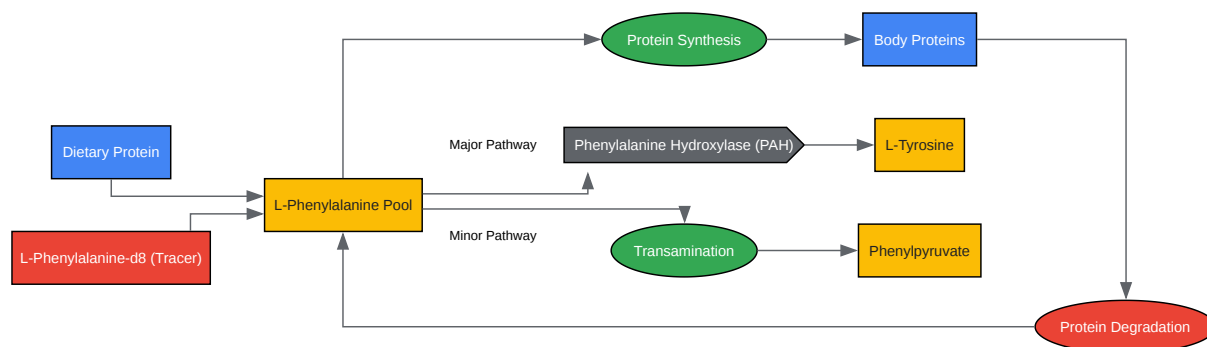 Protein Synthesis
Body Proteins
Dietary Protein
Major Pathway
Phenylalanine Hydroxylase (PAH)
L-Tyrosine
L-Phenylalanine Pool
Minor Pathway
L-Phenylalanine-d8 (Tracer)
Transamination
Phenylpyruvate
Protein Degradation